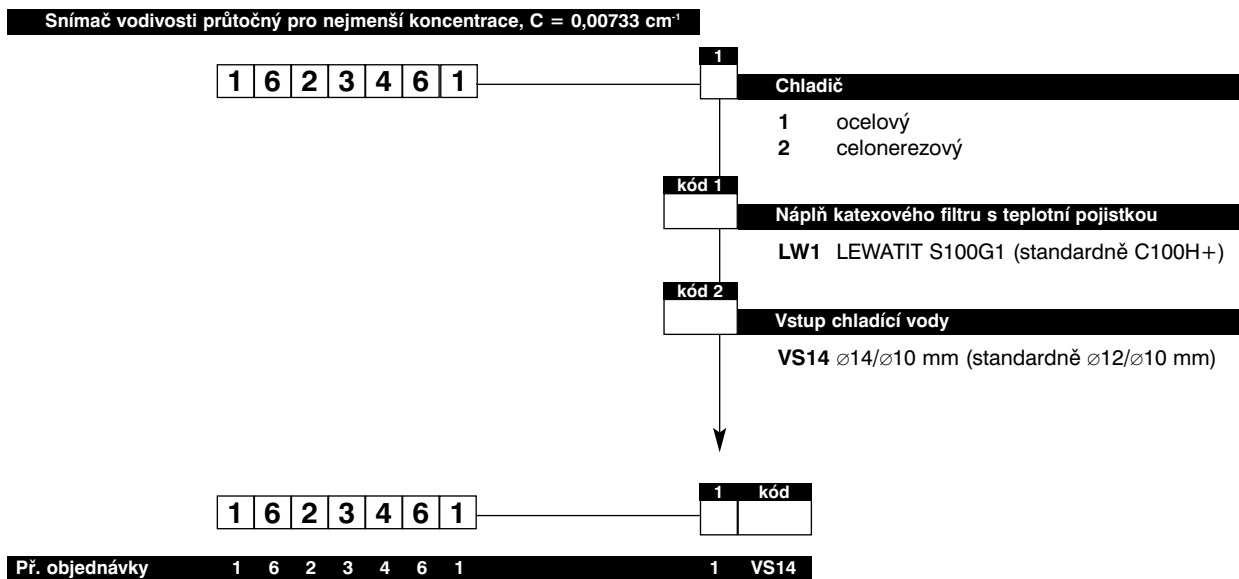 Snímač vodivosti průtočný pro nejmenší koncentrace, C = 0,00733 cm⁻¹
1
1 6 2 3 4 6 1
Chladič
1 ocelový
2 celonerezový
kód 1
Náplň katexového filtru s teplotní pojistkou
LW1 LEWATIT S100G1 (standardně C100H+)
kód 2
Vstup chladící vody
VS14 ⌀14/⌀10 mm (standardně ⌀12/⌀10 mm)
1 kód
1 6 2 3 4 6 1
Př. objednávky 1 6 2 3 4 6 1 1 VS14